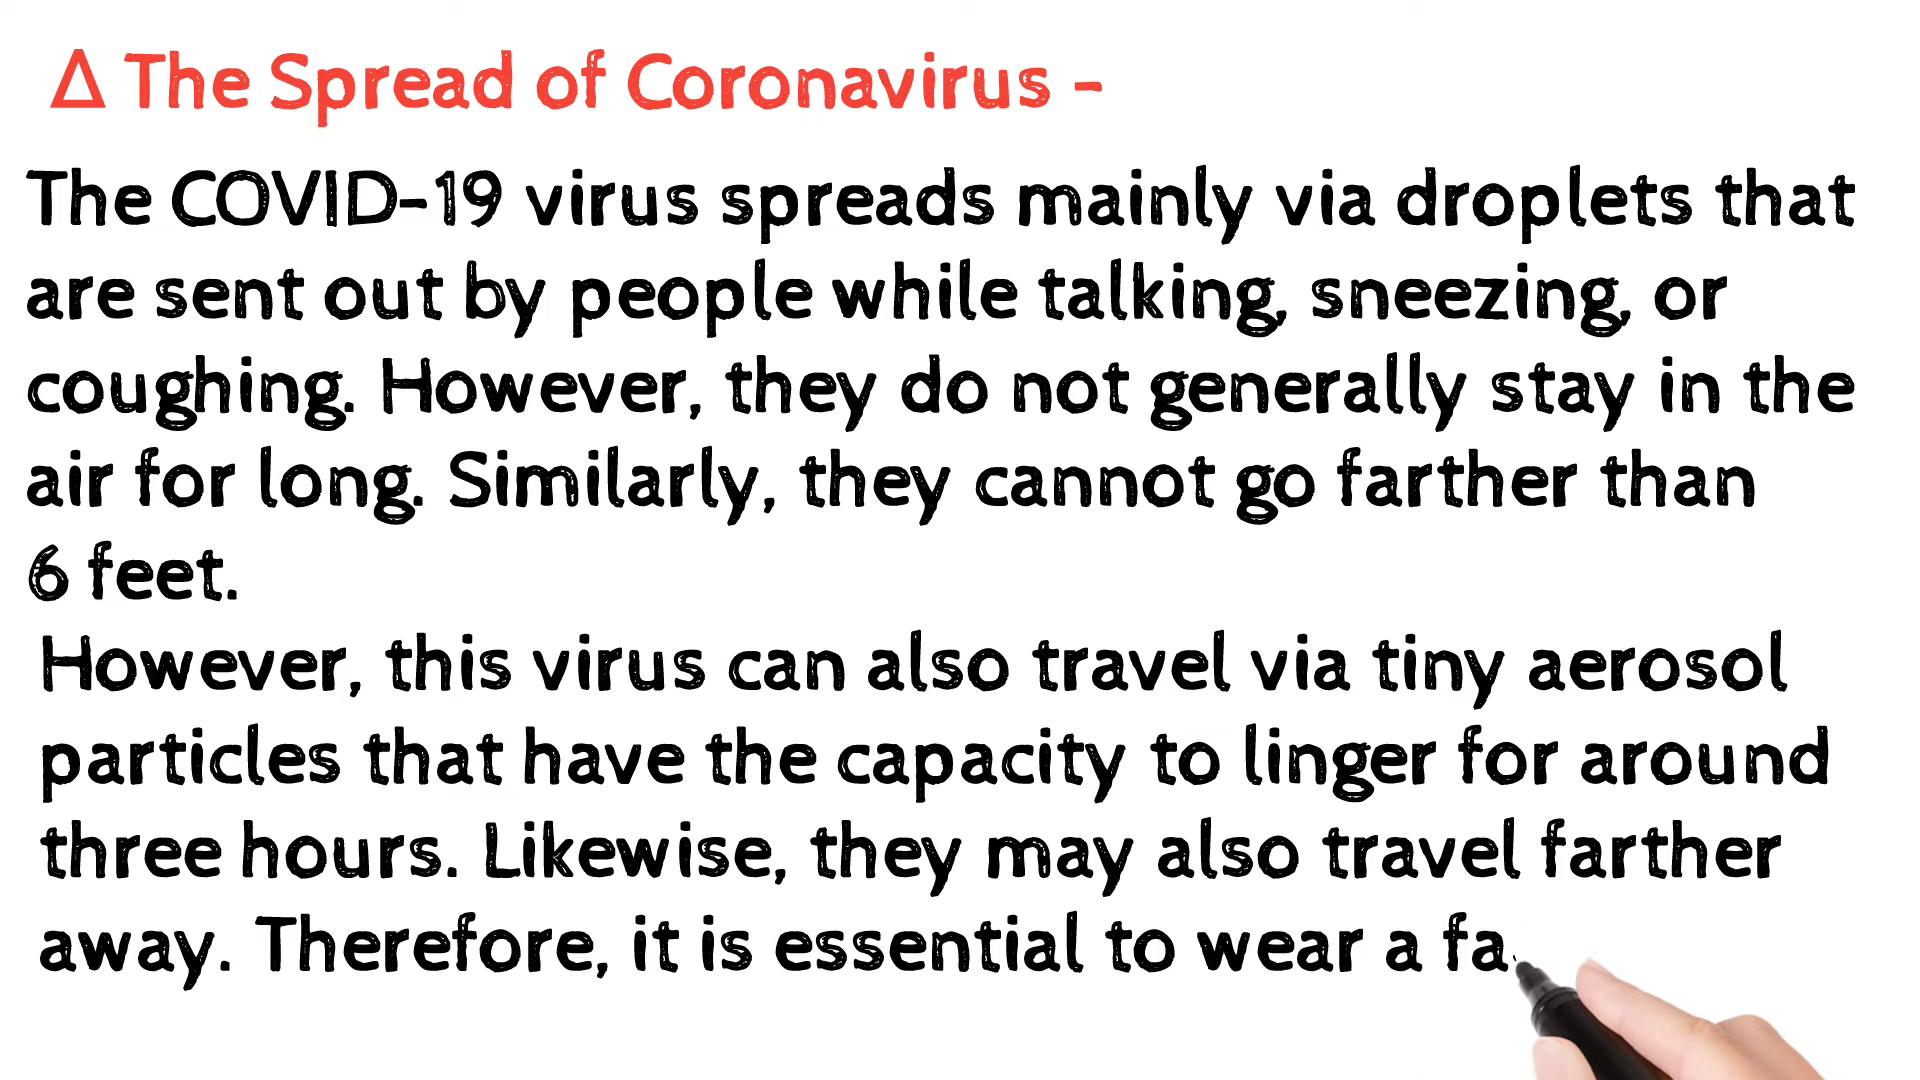 Δ The Spread of Coronavirus -
The COVID-19 virus spreads mainly via droplets that
are sent out by people while talking, sneezing, or
coughing. However, they do not generally stay in the
air for long. Similarly, they cannot go farther than
6 feet.
However, this virus can also travel via tiny aerosol
particles that have the capacity to linger for around
three hours. Likewise, they may also travel farther
away. Therefore, it is essential to wear a fa